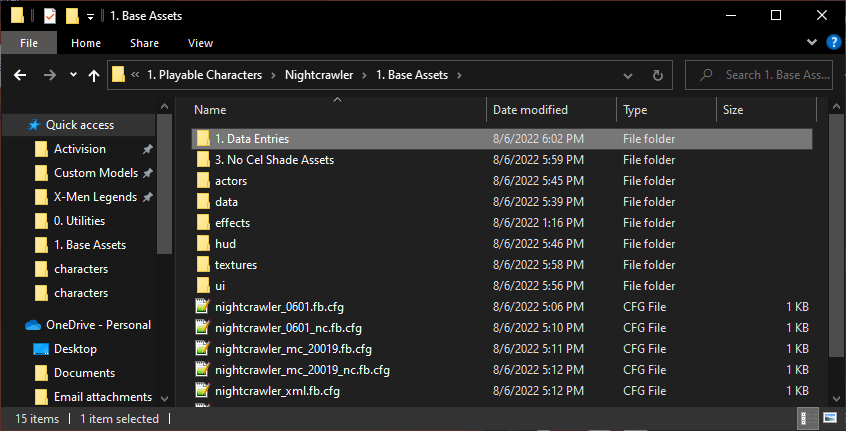 1. Base Assets
File Home Share View
« 1. Playable Characters > Nightcrawler > 1. Base Assets > Search 1. Base Ass...
Name Date modified Type Size
Quick access
Activision
Custom Models
X-Men Legends
0. Utilities
1. Base Assets
characters
characters
OneDrive - Personal
Desktop
Documents
Email attachments
1. Data Entries 8/6/2022 6:02 PM File folder
3. No Cel Shade Assets 8/6/2022 5:59 PM File folder
actors 8/6/2022 5:45 PM File folder
data 8/6/2022 5:39 PM File folder
effects 8/6/2022 1:16 PM File folder
hud 8/6/2022 5:46 PM File folder
textures 8/6/2022 5:58 PM File folder
ui 8/6/2022 5:56 PM File folder
nightcrawler_0601.fb.cfg 8/6/2022 5:06 PM CFG File 1 KB
nightcrawler_0601_nc.fb.cfg 8/6/2022 5:10 PM CFG File 1 KB
nightcrawler_mc_20019.fb.cfg 8/6/2022 5:11 PM CFG File 1 KB
nightcrawler_mc_20019_nc.fb.cfg 8/6/2022 5:12 PM CFG File 1 KB
nightcrawler_xml.fb.cfg 8/6/2022 5:12 PM CFG File 1 KB
15 items 1 item selected